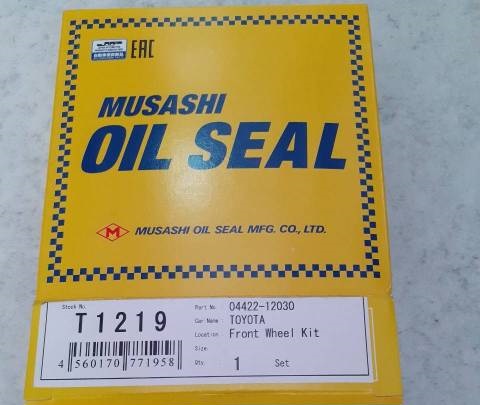 EAC
MUSASHI
OIL SEAL
M MUSASHI OIL SEAL MFG. CO., LTD.
Stock No.
T1219
4 560170 771958
Part No. 04422-12030
Car Name TOYOTA
Location Front Wheel Kit
Size
Qty. 1 Set